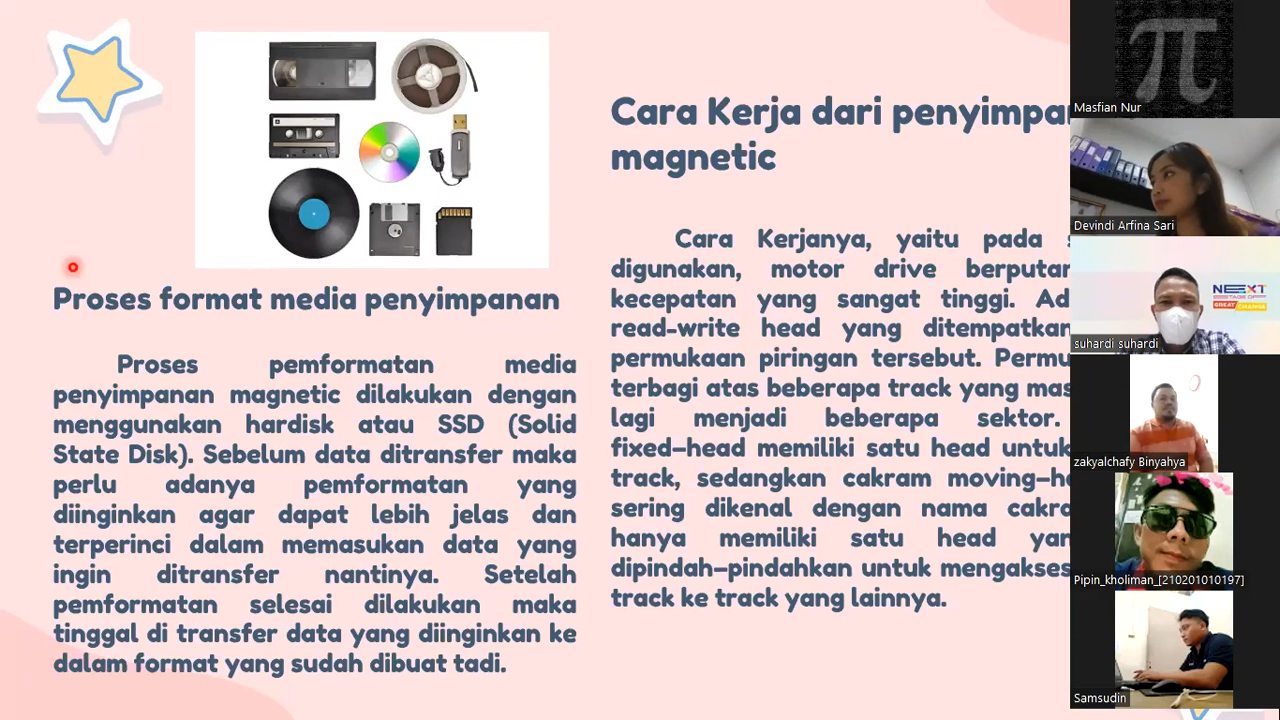 Proses format media penyimpanan
Proses pemformatan media
penyimpanan magnetic dilakukan dengan
menggunakan hardisk atau SSD (Solid
State Disk). Sebelum data ditransfer maka
perlu adanya pemformatan yang
diinginkan agar dapat lebih jelas dan
terperinci dalam memasukan data yang
ingin ditransfer nantinya. Setelah
pemformatan selesai dilakukan maka
tinggal di transfer data yang diinginkan ke
dalam format yang sudah dibuat tadi.
Cara Kerja dari penyimpa
magnetic
Cara Kerjanya, yaitu pada
digunakan, motor drive berputar
kecepatan yang sangat tinggi. Ad
read-write head yang ditempatkan
permukaan piringan tersebut. Permu
terbagi atas beberapa track yang mas
lagi menjadi beberapa sektor.
fixed–head memiliki satu head untuk
track, sedangkan cakram moving–he
sering dikenal dengan nama cakra
hanya memiliki satu head yan
dipindah–pindahkan untuk mengakses
track ke track yang lainnya.
Masfian Nur
Devindi Arfina Sari
NEXT
GREAT
suhardi suhardi
zakyalchafy Binyahya
Pipin_kholiman_[210201010197]
Samsudin